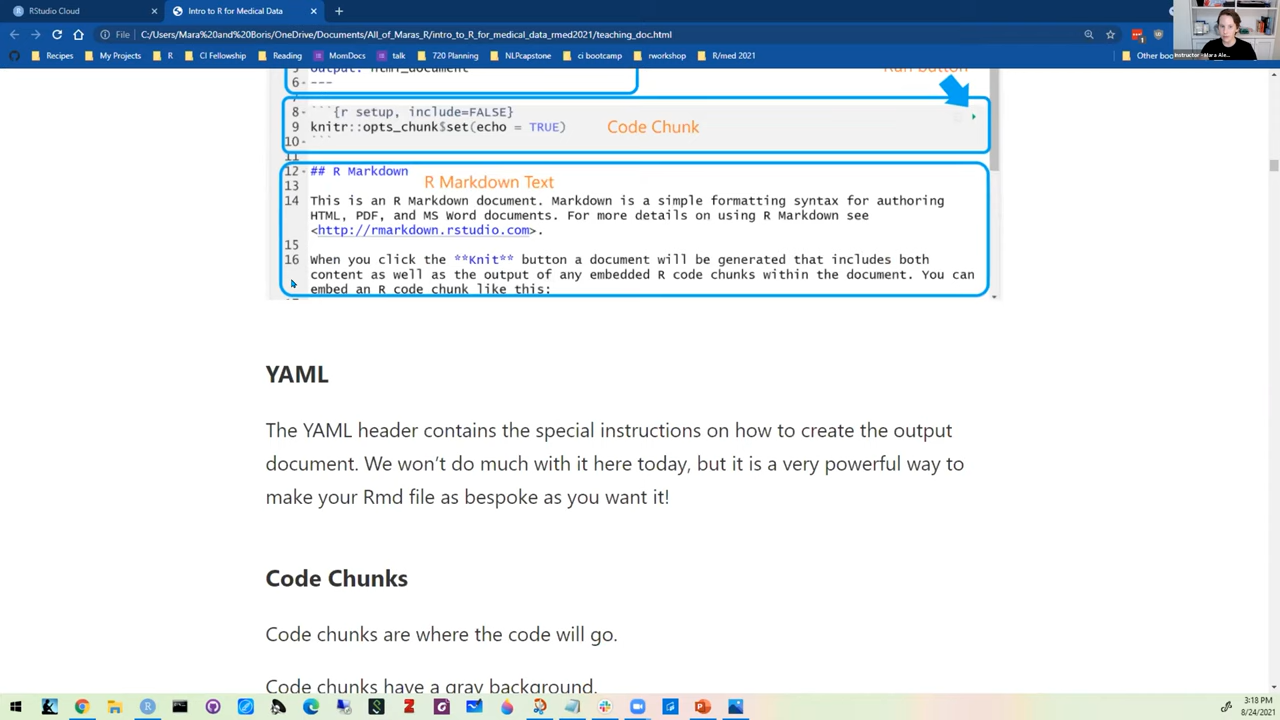 RStudio Cloud
Intro to R for Medical Data
File
C:/Users/Mara%20and%20Boris/OneDrive/Documents/All_of_Maras_R/intro_to_R_for_medical_data_rmed2021/teaching_doc.html
Recipes
My Projects
R
CI Fellowship
Reading
MomDocs
talk
720 Planning
NLPkapstone
ci bootcamp
rworkshop
R/med 2021
6 ---
8 ```{r setup, include=FALSE}
9 knitr::opts_chunk$set(echo = TRUE)
Code Chunk
10 ```
11
12 ## R Markdown
13
R Markdown Text
14 This is an R Markdown document. Markdown is a simple formatting syntax for authoring
HTML, PDF, and MS Word documents. For more details on using R Markdown see
<http://rmarkdown.rstudio.com>.
15
16 When you click the **Knit** button a document will be generated that includes both
content as well as the output of any embedded R code chunks within the document. You can
embed an R code chunk like this:
YAML
The YAML header contains the special instructions on how to create the output
document. We won’t do much with it here today, but it is a very powerful way to
make your Rmd file as bespoke as you want it!
Code Chunks
Code chunks are where the code will go.
Code chunks have a gray background.
3:18 PM
8/24/2021